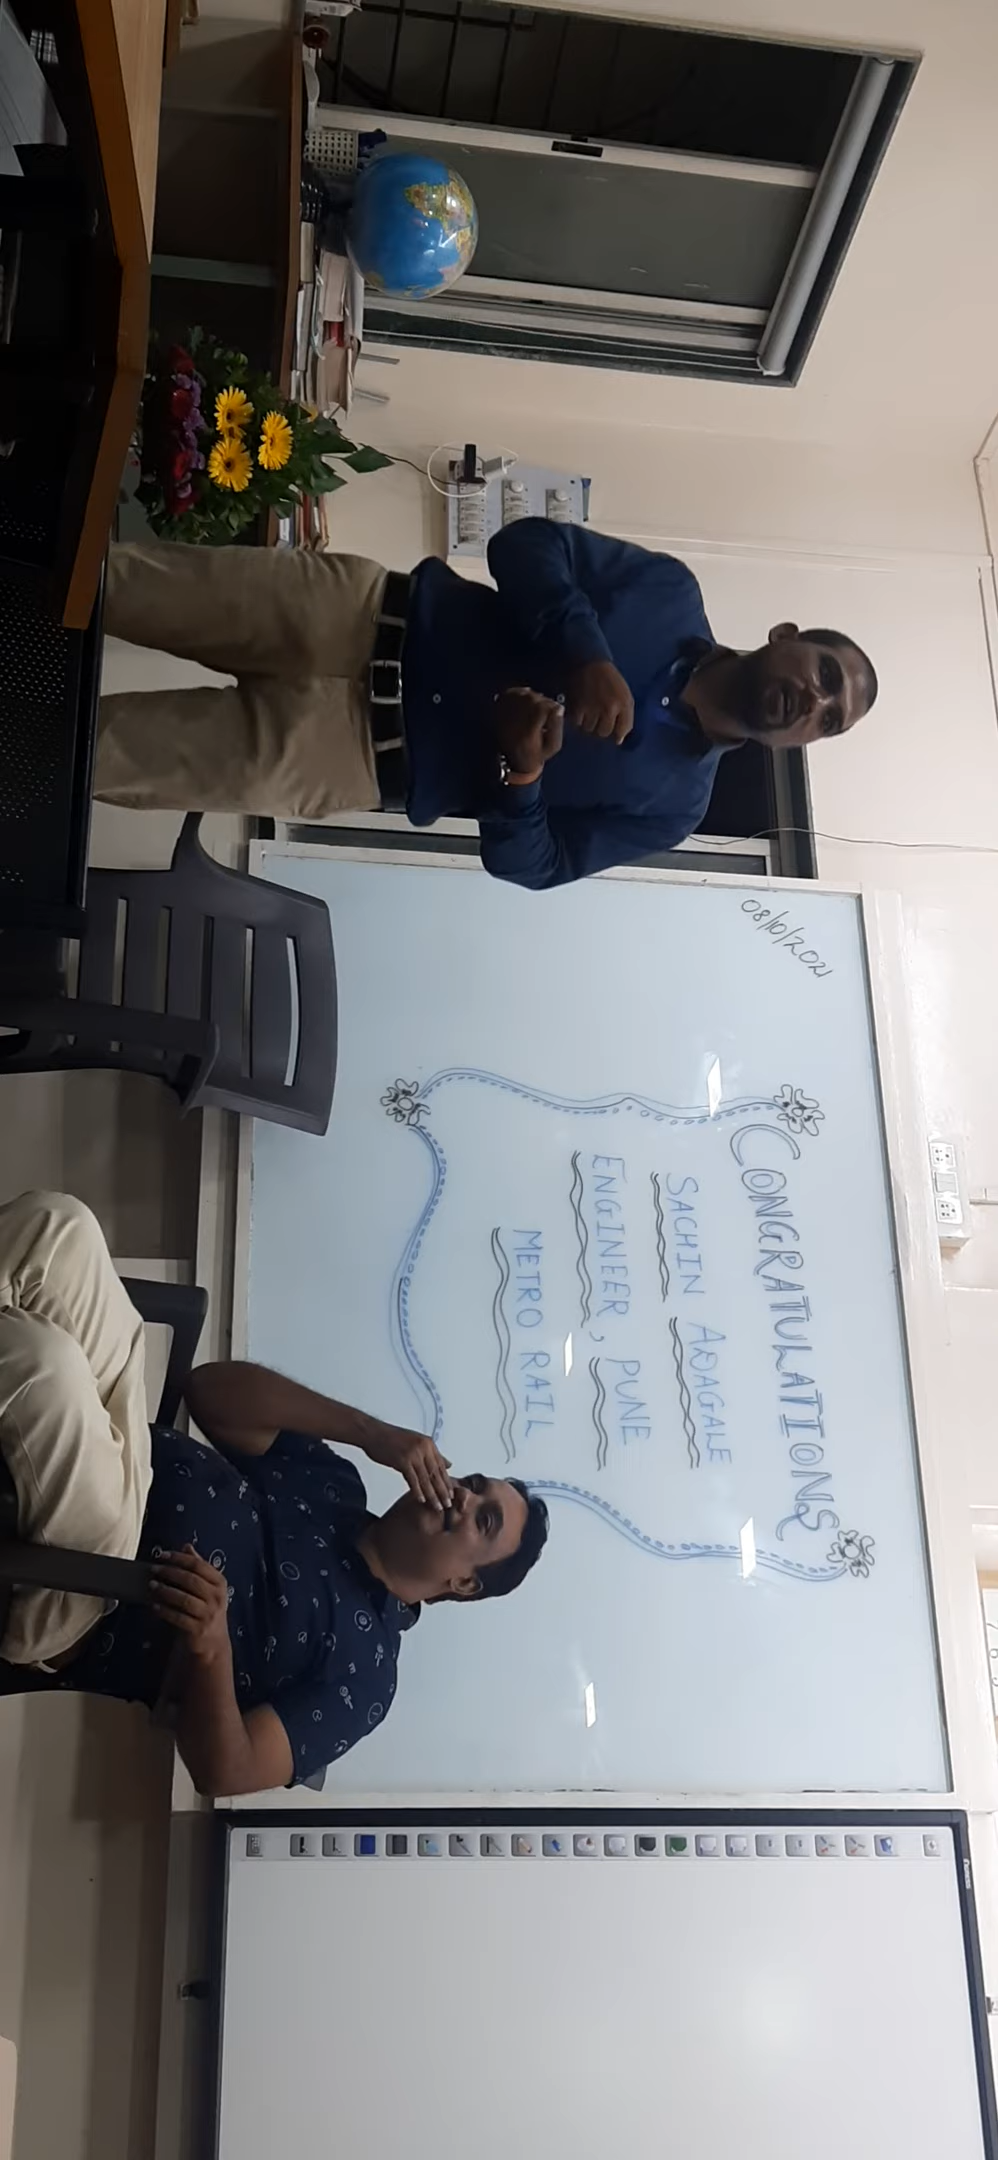 08/10/2021
CONGRATULATIONS
SACHIN ADAGALE
ENGINEER, PUNE
METRO RAIL